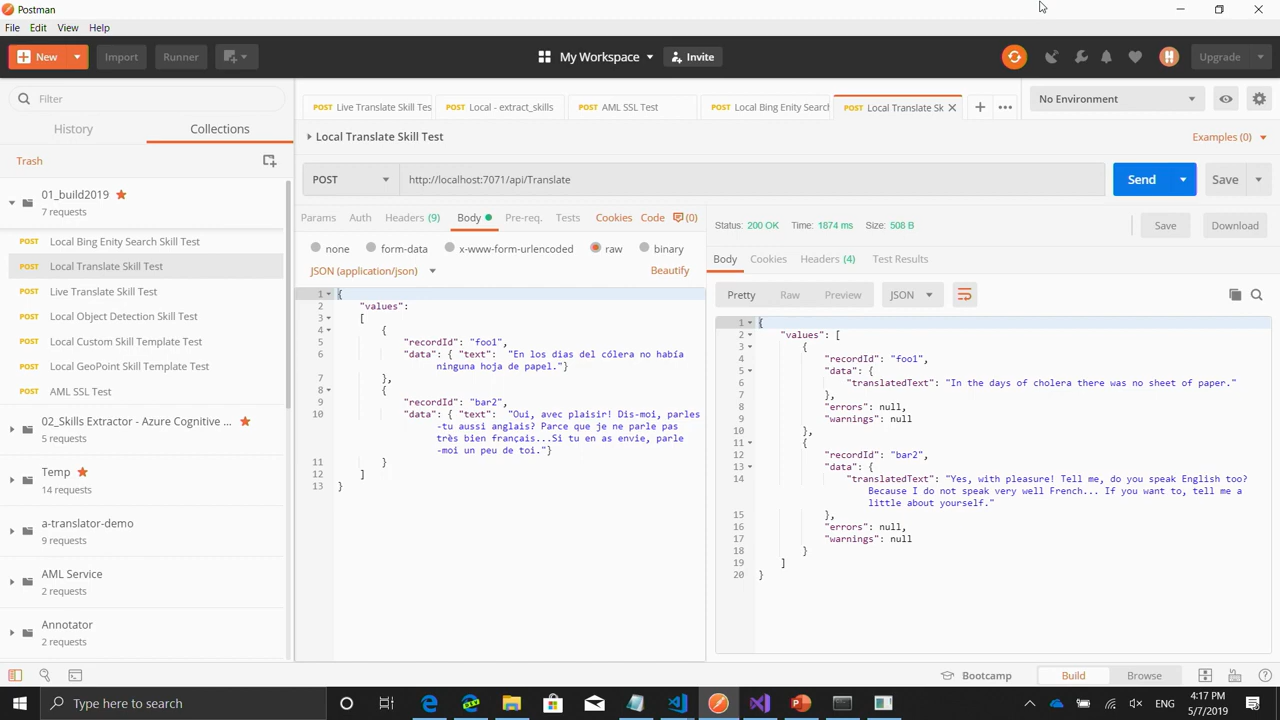 Postman
File Edit View Help
New Import Runner My Workspace Invite Upgrade
Filter
History Collections
Trash
01_build2019
7 requests
POST Local Bing Enity Search Skill Test
POST Local Translate Skill Test
POST Live Translate Skill Test
POST Local Object Detection Skill Test
POST Local Custom Skill Template Test
POST Local GeoPoint Skill Template Test
POST AML SSL Test
02_Skills Extractor - Azure Cognitive ...
5 requests
Temp
14 requests
a-translator-demo
9 requests
AML Service
2 requests
Annotator
2 requests
POST Live Translate Skill Tes POST Local - extract_skills POST AML SSL Test POST Local Bing Enity Search POST Local Translate Sk
No Environment
Local Translate Skill Test
Examples (0)
POST http://localhost:7071/api/Translate Send Save
Params Auth Headers (9) Body Pre-req. Tests Cookies Code (0)
none form-data x-www-form-urlencoded raw binary
JSON (application/json) Beautify
1 {
2 "values":
3 [
4 {
5 "recordId": "foo1",
6 "data": { "text": "En los dias del cólera no había
ninguna hoja de papel."}
7 },
8 {
9 "recordId": "bar2",
10 "data": { "text": "Oui, avec plaisir! Dis-moi, parles
-tu aussi anglais? Parce que je ne parle pas
très bien français...Si tu en as envie, parle
-moi un peu de toi."}
11 }
12 ]
13 }
Status: 200 OK Time: 1874 ms Size: 508 B Save Download
Body Cookies Headers (4) Test Results
Pretty Raw Preview JSON
1 {
2 "values": [
3 {
4 "recordId": "foo1",
5 "data": {
6 "translatedText": "In the days of cholera there was no sheet of paper."
7 },
8 "errors": null,
9 "warnings": null
10 },
11 {
12 "recordId": "bar2",
13 "data": {
14 "translatedText": "Yes, with pleasure! Tell me, do you speak English too?
Because I do not speak very well French... If you want to, tell me a
little about yourself."
15 },
16 "errors": null,
17 "warnings": null
18 }
19 ]
20 }
Bootcamp Build Browse
Type here to search
ENG
4:17 PM
5/7/2019